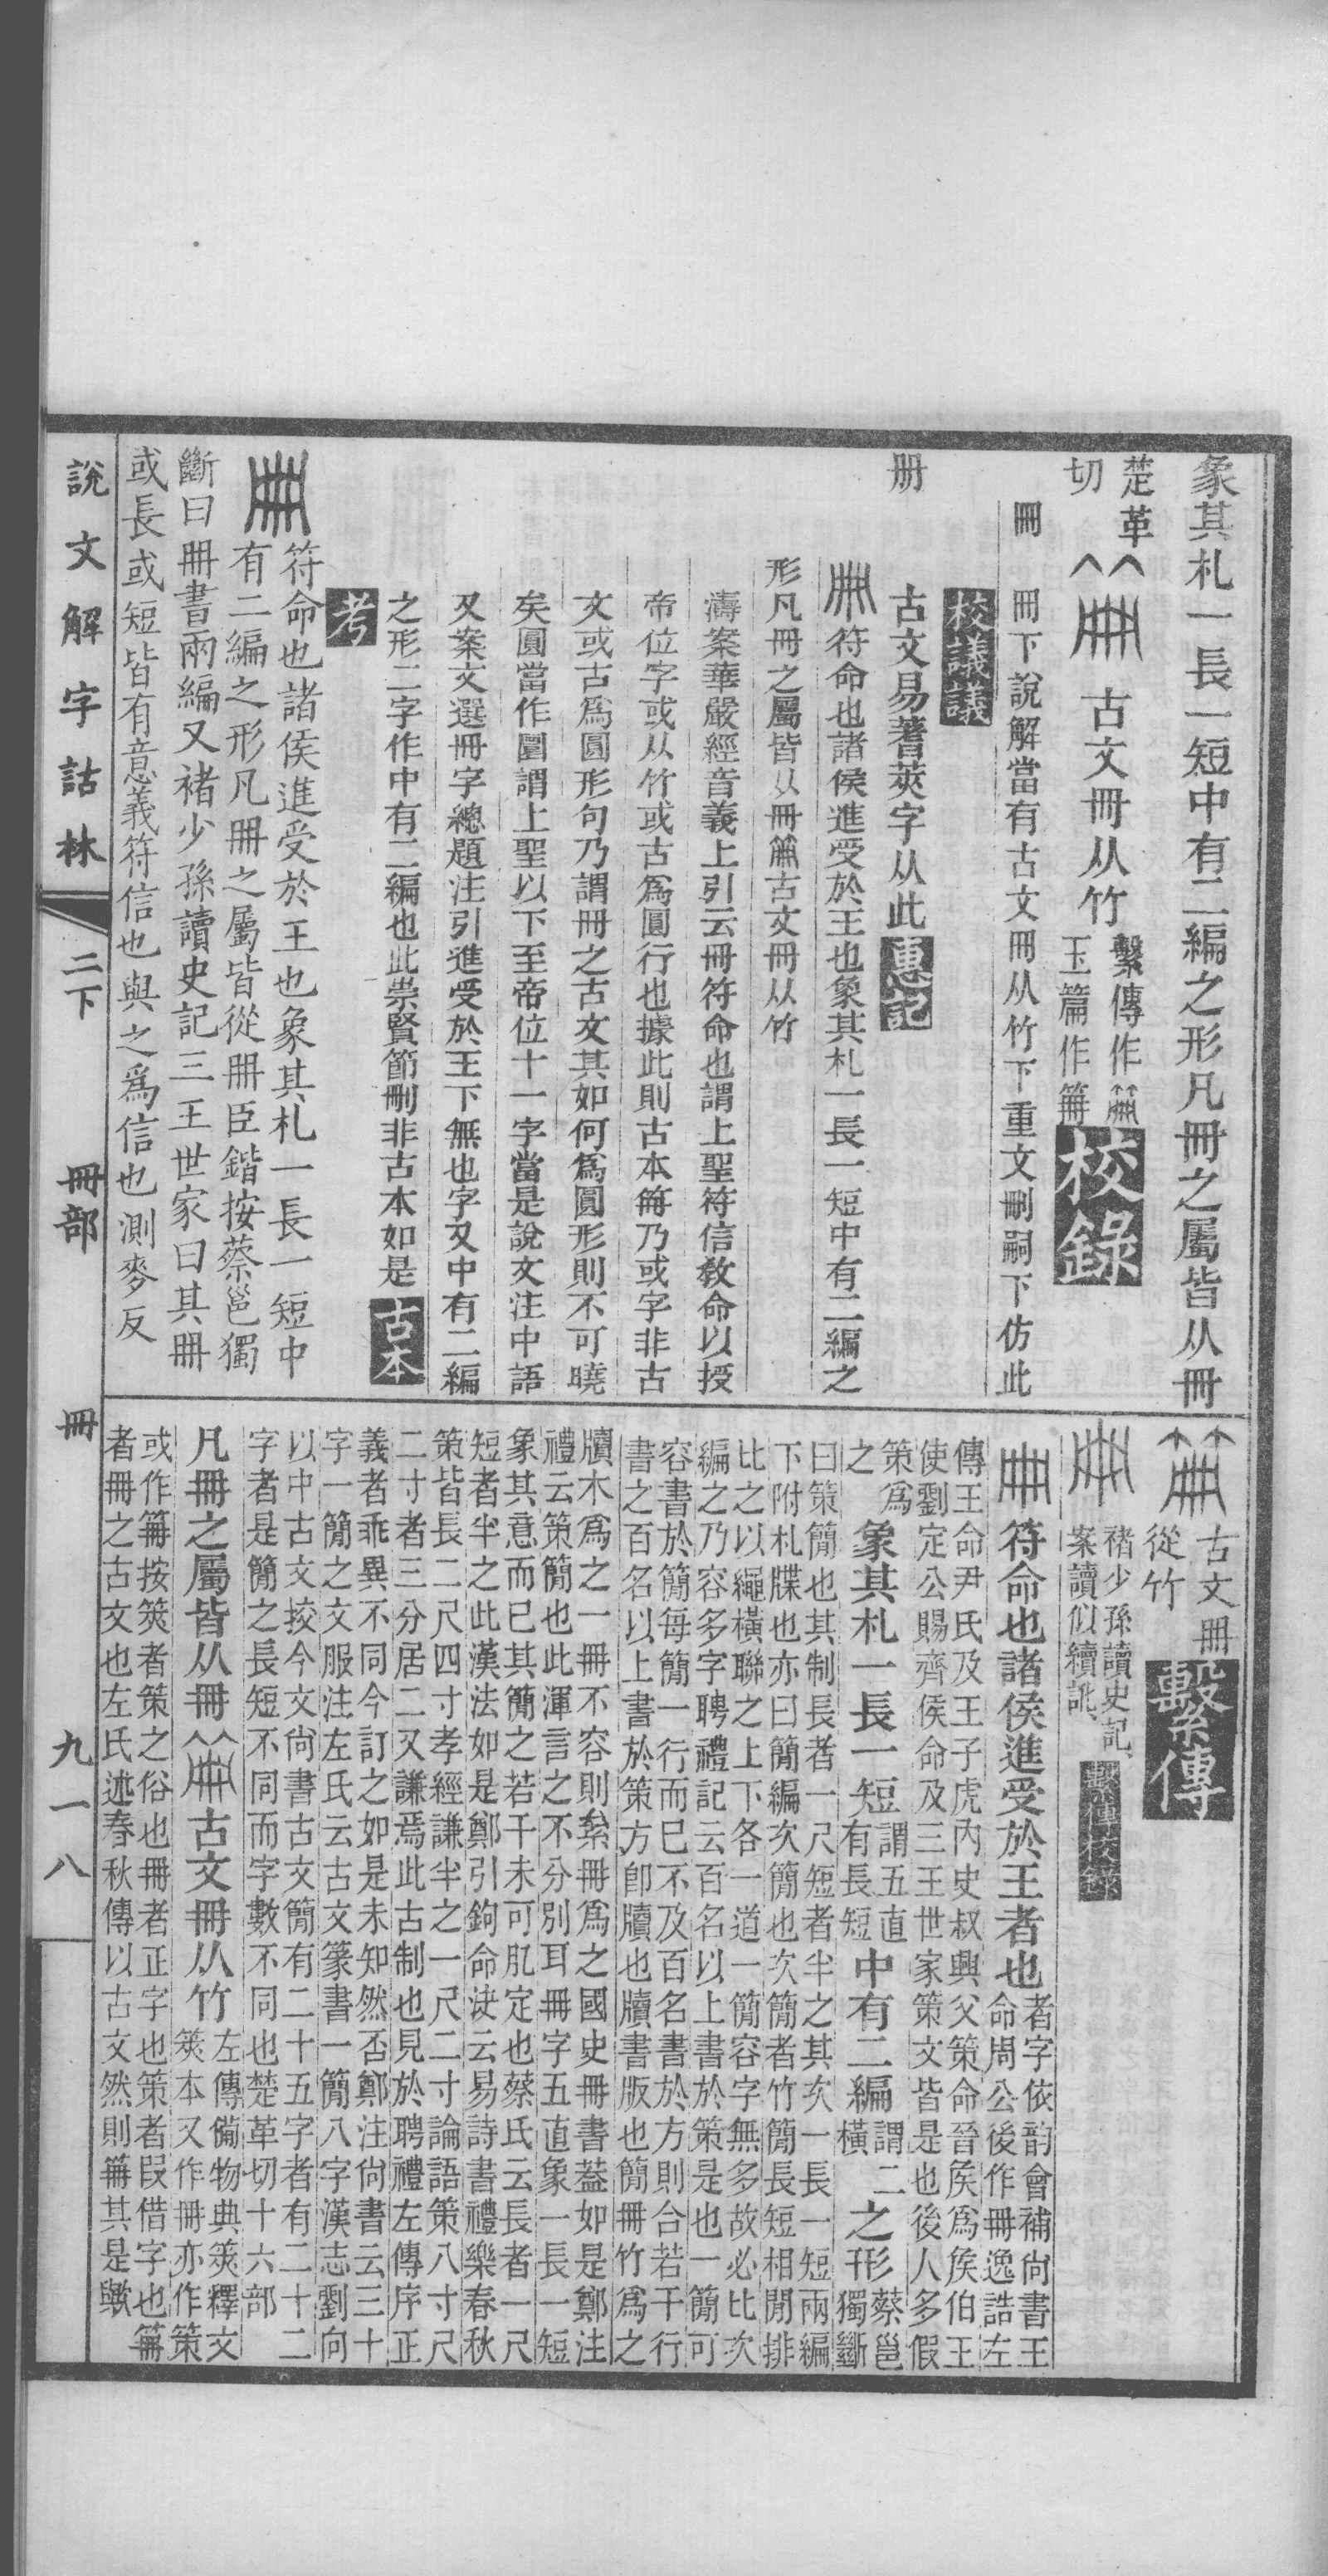 象其札一長一短中有二編之形凡冊之屬皆从冊
楚革
切
古文冊从竹
繫傳作𥫍
玉篇作笧
校錄
冊
冊下說解當有古文冊从竹下重文刪嗣下仿此
校議議
册
古文易蓍莢字从此
惠記
符命也諸侯進受於王也象其札一長一短中有二編之
形凡冊之屬皆从冊𥫍古文冊从竹
濤案華嚴經音義上引云冊符命也謂上聖符信敎命以授
帝位字或从竹或古爲圓行也據此則古本笧乃或字非古
文或古爲圓形句乃謂冊之古文其如何爲圓形則不可曉
矣圓當作圍謂上聖以下至帝位十一字當是說文注中語
又案文選冊字總題注引進受於王下無也字又中有二編
之形二字作中有二編也此崇賢節刪非古本如是
古本
考
符命也諸侯進受於王也象其札一長一短中
有二編之形凡冊之屬皆從冊臣鍇按蔡邕獨
斷曰冊書兩編又褚少孫讀史記三王世家曰其冊
或長或短皆有意義符信也與之爲信也測麥反
古文冊
從竹
繫傳
褚少孫讀史記
案讀似續訛
繫傳校錄
符命也諸侯進受於王者也
者字依韵會補尙書王
命周公後作冊逸誥左
傳王命尹氏及王子虎內史叔興父策命晉矦爲矦伯王
使劉定公賜齊侯命及三王世家策文皆是也後人多假
策爲
之
象其札一長一短
謂五直
有長短
中有二編
謂二
橫
之形
蔡邕
獨斷
曰策簡也其制長者一尺短者半之其次一長一短兩編
下附札牒也亦曰簡編次簡也次簡者竹簡長短相閒排
比之以繩橫聯之上下各一道一簡容字無多故必比次
編之乃容多字聘禮記云百名以上書於策是也一簡可
容書於簡每簡一行而已不及百名書於方則合若干行
書之百名以上書於策方卽牘也牘書版也簡冊竹爲之
牘木爲之一冊不容則絫冊爲之國史冊書葢如是鄭注
禮云策簡也此渾言之不分別耳冊字五直象一長一短
象其意而已其簡之若干未可肊定也蔡氏云長者一尺
短者半之此漢法如是鄭引鉤命決云易詩書禮樂春秋
策皆長二尺四寸孝經謙半之一尺二寸論語策八寸尺
二寸者三分居二又謙焉此古制也見於聘禮左傳序正
義者乖異不同今訂之如是未知然否鄭注尙書云三十
字一簡之文服注左氏云古文篆書一簡八字漢志劉向
以中古文挍今文尙書古文簡有二十五字者有二十二
字者是簡之長短不同而字數不同也楚革切十六部
凡冊之屬皆从冊
古文冊从竹
左傳備物典筴釋文
筴本又作冊亦作策
或作笧按筴者策之俗也冊者正字也策者叚借字也笧
者冊之古文也左氏述春秋傳以古文然則笧其是歟
說文解字詁林
二下
冊部
冊
九一八